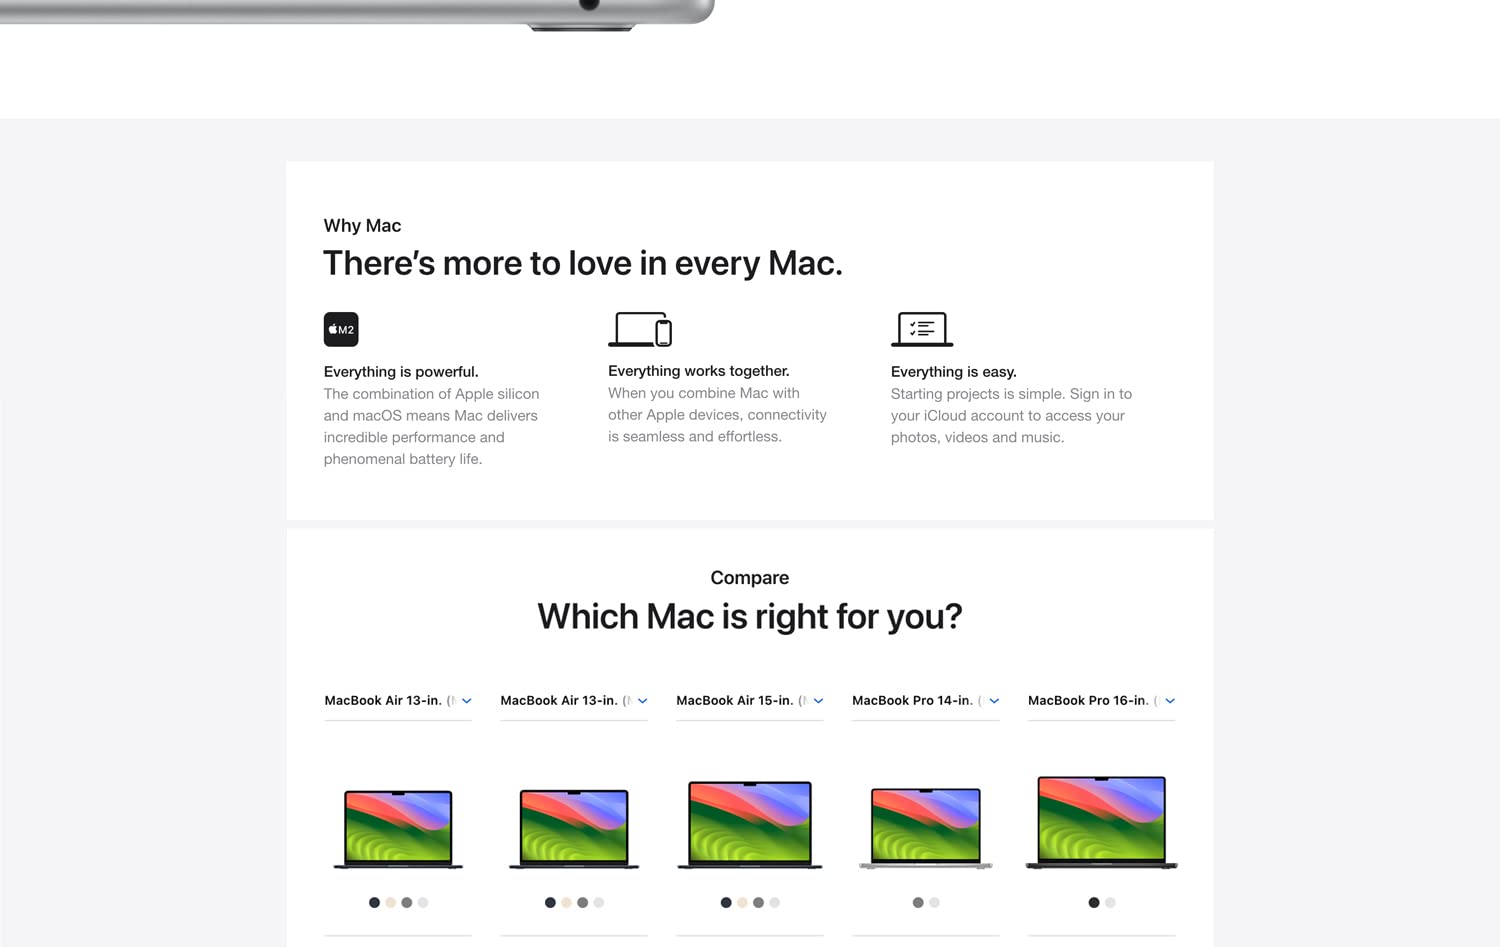 Why Mac
There's more to love in every Mac.
M2
Everything is powerful.
The combination of Apple silicon
and macOS means Mac delivers
incredible performance and
phenomenal battery life.
Everything works together.
When you combine Mac with
other Apple devices, connectivity
is seamless and effortless.
Everything is easy.
Starting projects is simple. Sign in to
your iCloud account to access your
photos, videos and music.
Compare
Which Mac is right for you?
MacBook Air 13-in.
MacBook Air 13-in.
MacBook Air 15-in.
MacBook Pro 14-in.
MacBook Pro 16-in.